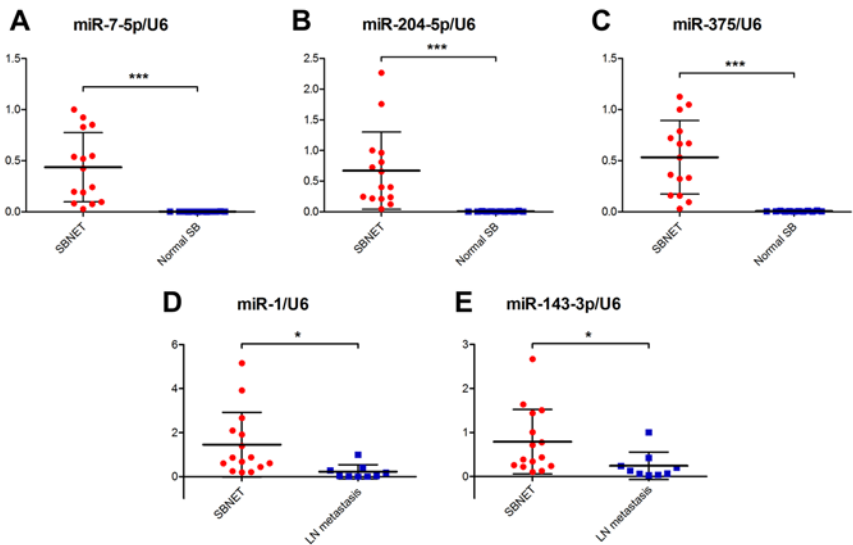 A miR-7-5p/U6
***
1.5
1.0
0.5
0.0
SBNET
Normal SB
B miR-204-5p/U6
***
2.5
2.0
1.5
1.0
0.5
0.0
SBNET
Normal SB
C miR-375/U6
***
1.5
1.0
0.5
0.0
SBNET
Normal SB
D miR-1/U6
*
6
4
2
0
SBNET
LN metastasis
E miR-143-3p/U6
*
3
2
1
0
SBNET
LN metastasis